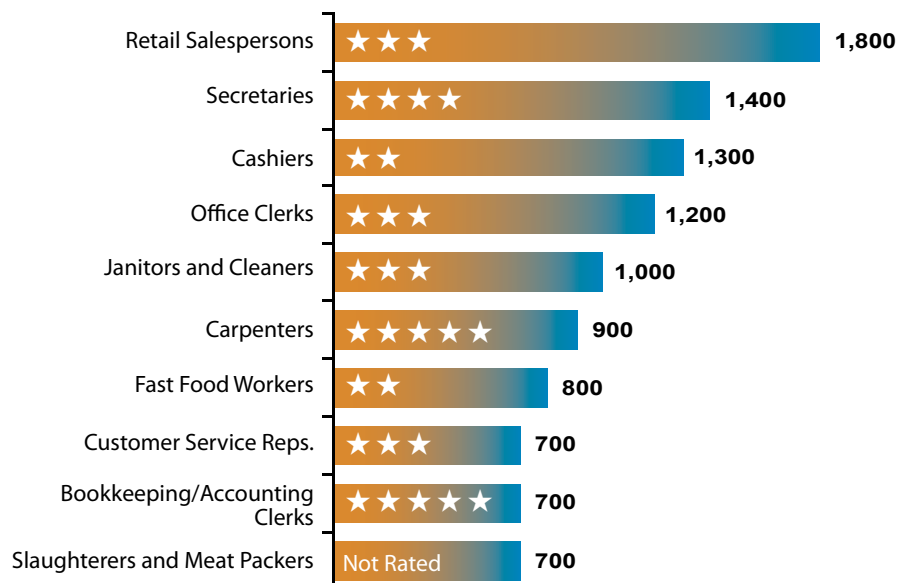 Retail Salespersons 1,800
Secretaries 1,400
Cashiers 1,300
Office Clerks 1,200
Janitors and Cleaners 1,000
Carpenters 900
Fast Food Workers 800
Customer Service Reps. 700
Bookkeeping/Accounting
Clerks 700
Slaughterers and Meat Packers Not Rated 700